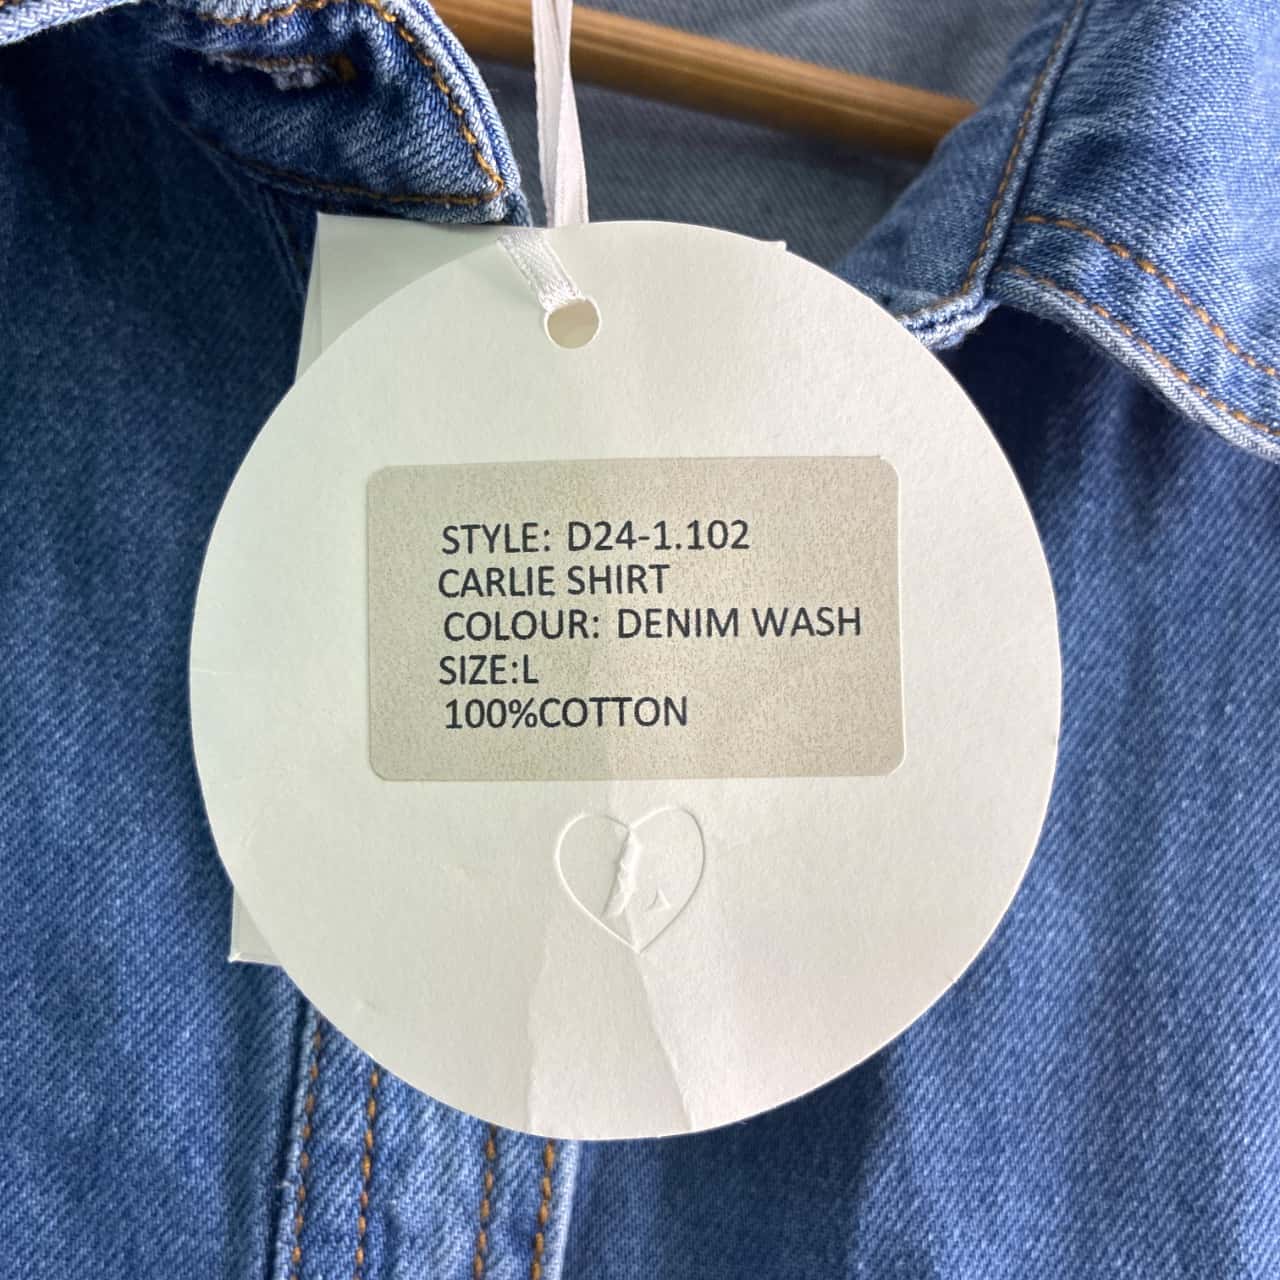 STYLE: D24-1.102
CARLIE SHIRT
COLOUR: DENIM WASH
SIZE:L
100%COTTON